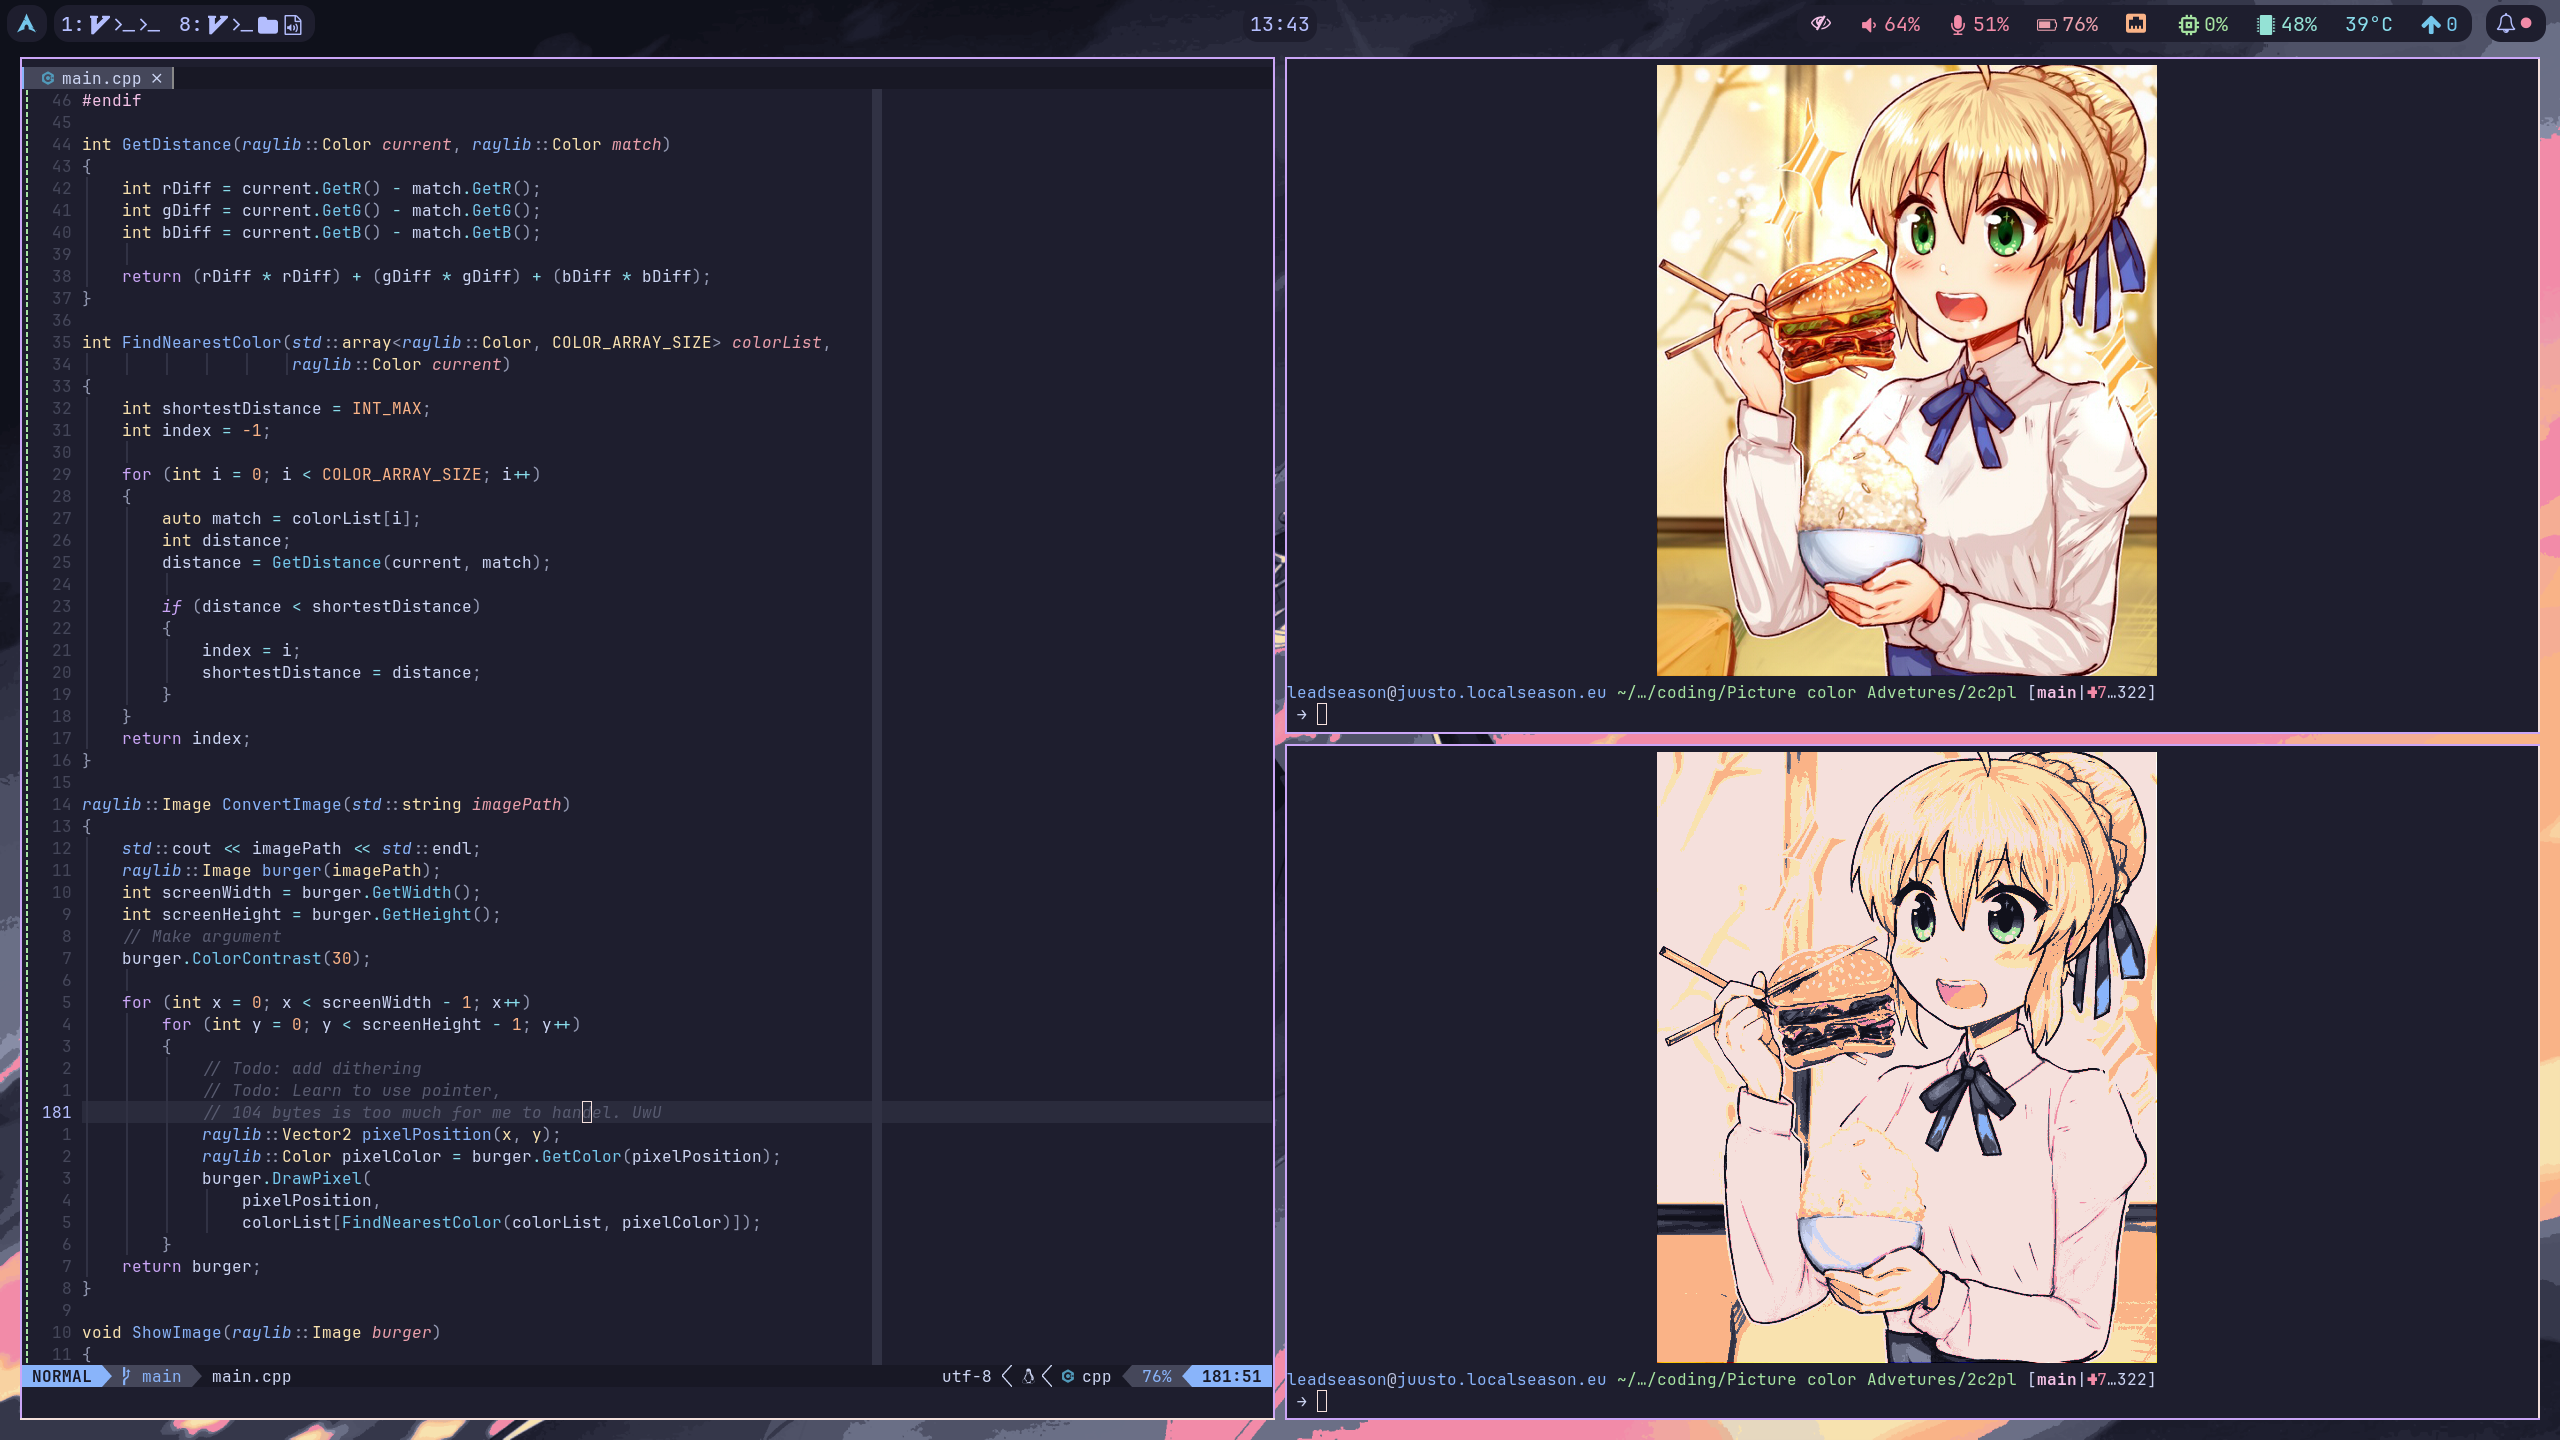 1: 8:
13:43
64% 51% 76% 0% 48% 39°C 0
main.cpp ×
46 #endif
45
44 int GetDistance(raylib::Color current, raylib::Color match)
43 {
42 int rDiff = current.GetR() - match.GetR();
41 int gDiff = current.GetG() - match.GetG();
40 int bDiff = current.GetB() - match.GetB();
39
38 return (rDiff * rDiff) + (gDiff * gDiff) + (bDiff * bDiff);
37 }
36
35 int FindNearestColor(std::array<raylib::Color, COLOR_ARRAY_SIZE> colorList,
34 raylib::Color current)
33 {
32 int shortestDistance = INT_MAX;
31 int index = -1;
30
29 for (int i = 0; i < COLOR_ARRAY_SIZE; i++)
28 {
27 auto match = colorList[i];
26 int distance;
25 distance = GetDistance(current, match);
24
23 if (distance < shortestDistance)
22 {
21 index = i;
20 shortestDistance = distance;
19 }
18 }
17 return index;
16 }
15
14 raylib::Image ConvertImage(std::string imagePath)
13 {
12 std::cout << imagePath << std::endl;
11 raylib::Image burger(imagePath);
10 int screenWidth = burger.GetWidth();
9 int screenHeight = burger.GetHeight();
8 // Make argument
7 burger.ColorContrast(30);
6
5 for (int x = 0; x < screenWidth - 1; x++)
4 for (int y = 0; y < screenHeight - 1; y++)
3 {
2 // Todo: add dithering
1 // Todo: Learn to use pointer,
181 // 104 bytes is too much for me to handel. UwU
1 raylib::Vector2 pixelPosition(x, y);
2 raylib::Color pixelColor = burger.GetColor(pixelPosition);
3 burger.DrawPixel(
4 pixelPosition,
5 colorList[FindNearestColor(colorList, pixelColor)]);
6 }
7 return burger;
8 }
9
10 void ShowImage(raylib::Image burger)
11 {
NORMAL main main.cpp utf-8 cpp 76% 181:51
leadseason@juusto.localseason.eu ~/…/coding/Picture color Advetures/2c2pl [main|✚7…322]
→
leadseason@juusto.localseason.eu ~/…/coding/Picture color Advetures/2c2pl [main|✚7…322]
→